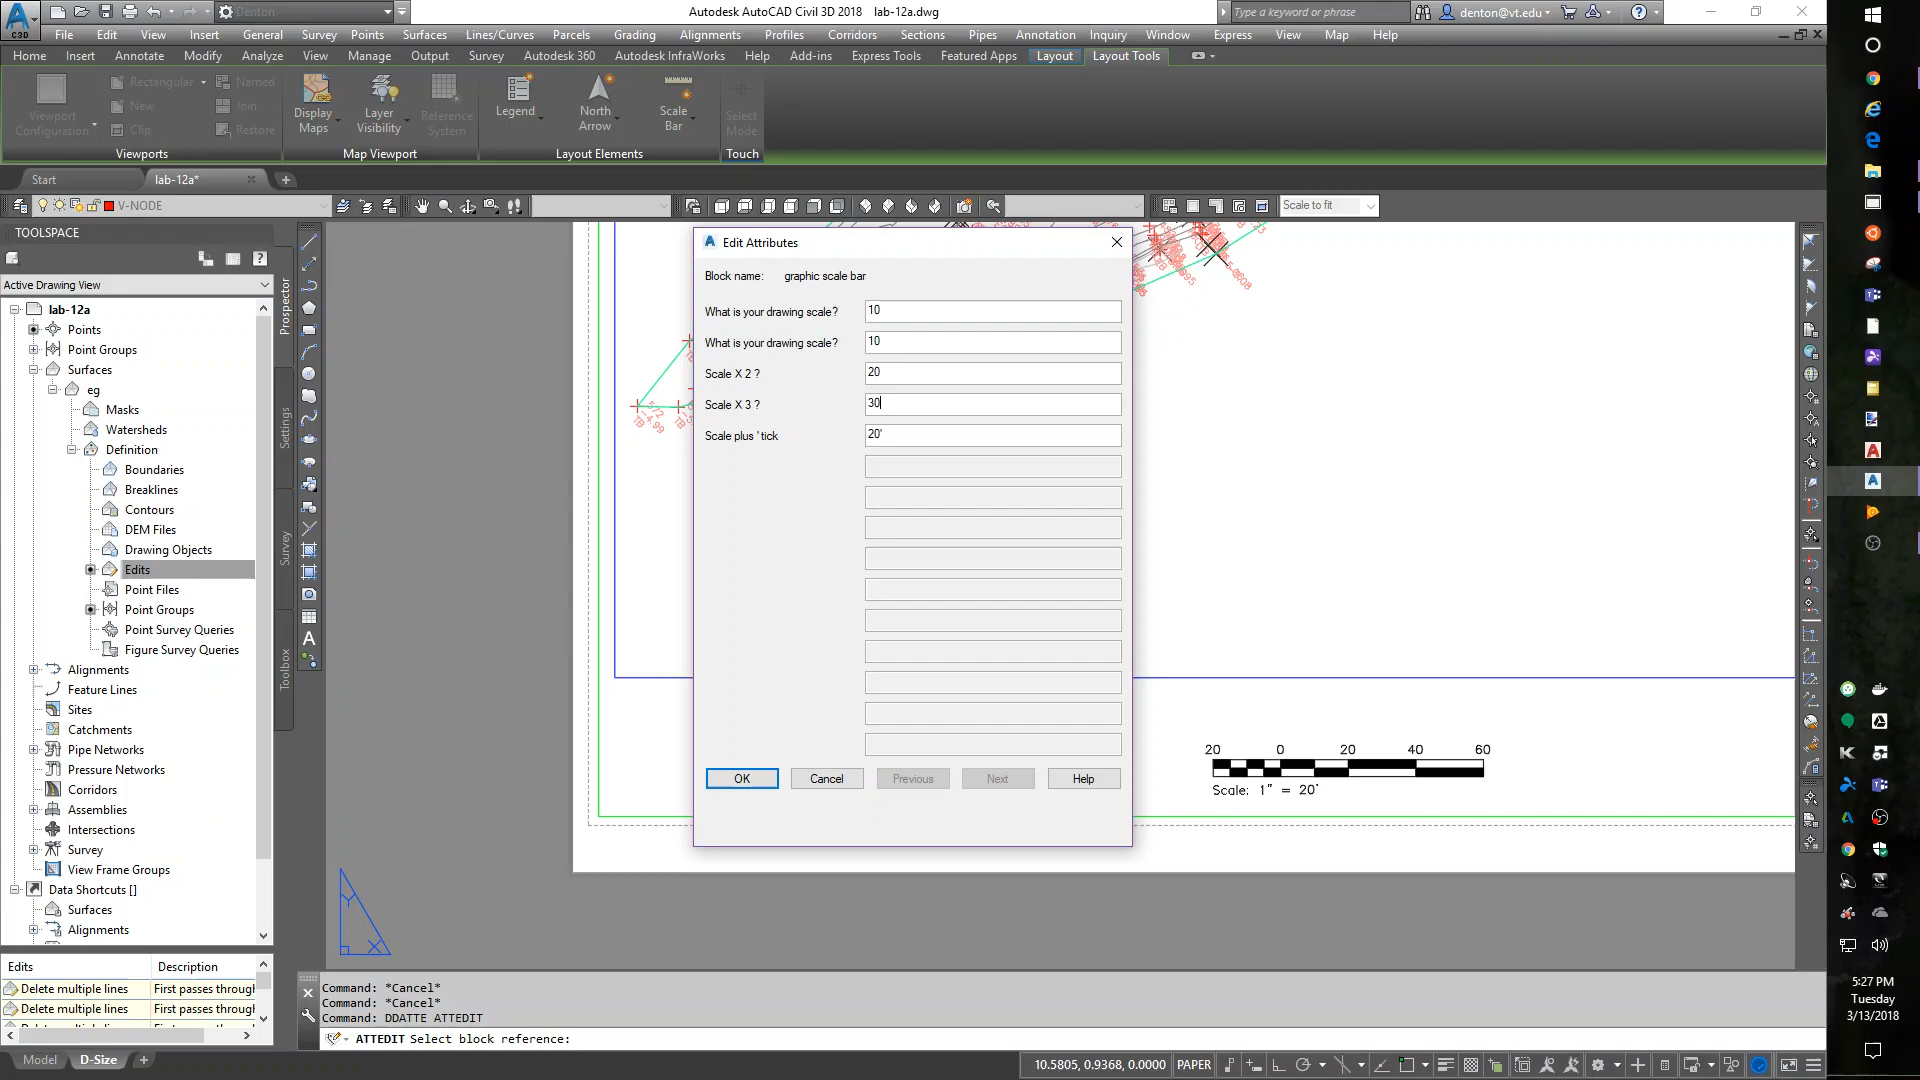 Denton
Autodesk AutoCAD Civil 3D 2018 lab-12a.dwg
Type a keyword or phrase
denton@vt.edu
C3D
File Edit View Insert General Survey Points Surfaces Lines/Curves Parcels Grading Alignments Profiles Corridors Sections Pipes Annotation Inquiry Window Express View Map Help
Home Insert Annotate Modify Analyze View Manage Output Survey Autodesk 360 Autodesk InfraWorks Help Add-ins Express Tools Featured Apps Layout Layout Tools
Viewport Configuration
Rectangular
New
Clip
Named
Join
Restore
Display Maps
Layer Visibility
Reference System
Legend
North Arrow
Scale Bar
Select Mode
Viewports Map Viewport Layout Elements Touch
Start lab-12a*
V-NODE
Scale to fit
TOOLSPACE
Active Drawing View
lab-12a
Points
Point Groups
Surfaces
eg
Masks
Watersheds
Definition
Boundaries
Breaklines
Contours
DEM Files
Drawing Objects
Edits
Point Files
Point Groups
Point Survey Queries
Figure Survey Queries
Alignments
Feature Lines
Sites
Catchments
Pipe Networks
Pressure Networks
Corridors
Assemblies
Intersections
Survey
View Frame Groups
Data Shortcuts []
Surfaces
Alignments
Prospector
Settings
Survey
Toolbox
Edits Description
Delete multiple lines First passes through
Delete multiple lines First passes through
Edit Attributes
Block name: graphic scale bar
What is your drawing scale? 10
What is your drawing scale? 10
Scale X 2 ? 20
Scale X 3 ? 30
Scale plus ' tick 20'
OK Cancel Previous Next Help
20 0 20 40 60
Scale: 1" = 20'
Y
X
Command: *Cancel*
Command: *Cancel*
Command: DDATTE ATTEDIT
ATTEDIT Select block reference:
Model D-Size
10.5805, 0.9368, 0.0000 PAPER
5:27 PM
Tuesday
3/13/2018